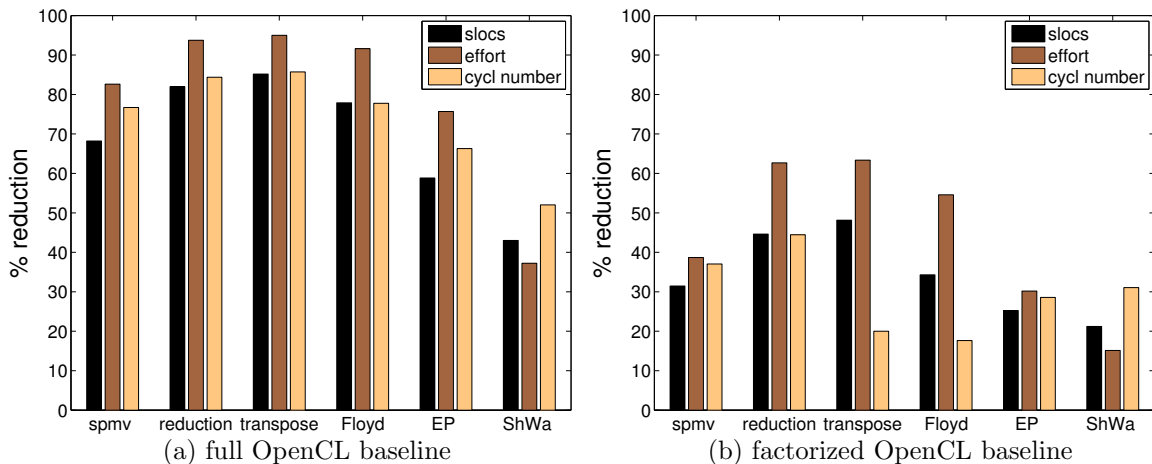 100
90
80
70
60
50
40
30
20
10
0
% reduction
slocs
effort
cycl number
spmv reduction transpose Floyd EP ShWa
(a) full OpenCL baseline
100
90
80
70
60
50
40
30
20
10
0
% reduction
slocs
effort
cycl number
spmv reduction transpose Floyd EP ShWa
(b) factorized OpenCL baseline